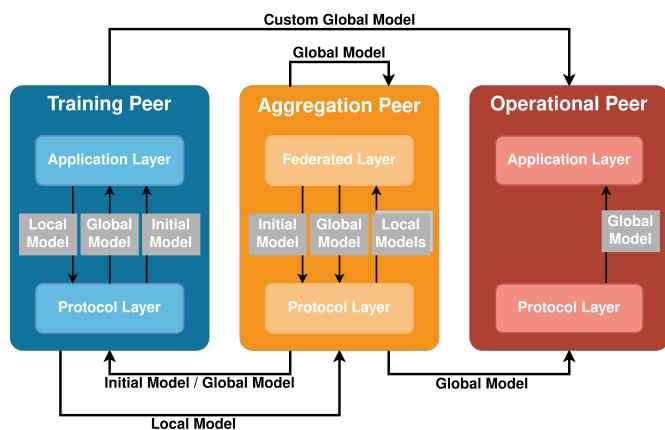 Custom Global Model
Global Model
Training Peer
Aggregation Peer
Operational Peer
Application Layer
Federated Layer
Application Layer
Local
Model
Global
Model
Initial
Model
Initial
Model
Global
Model
Local
Models
Global
Model
Protocol Layer
Protocol Layer
Protocol Layer
Initial Model / Global Model
Global Model
Local Model